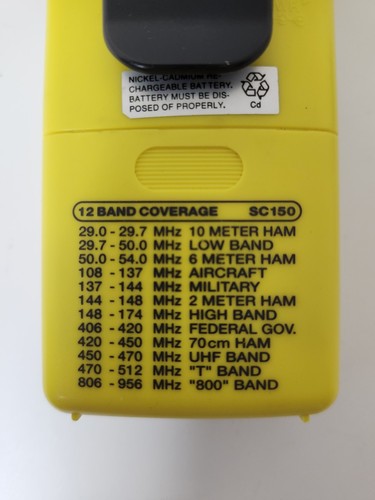 NICKEL-CADMIUM RE-
CHARGEABLE BATTERY.
BATTERY MUST BE DIS-
POSED OF PROPERLY.
Cd
12 BAND COVERAGE SC150
29.0 - 29.7 MHz 10 METER HAM
29.7 - 50.0 MHz LOW BAND
50.0 - 54.0 MHz 6 METER HAM
108 - 137 MHz AIRCRAFT
137 - 144 MHz MILITARY
144 - 148 MHz 2 METER HAM
148 - 174 MHz HIGH BAND
406 - 420 MHz FEDERAL GOV.
420 - 450 MHz 70cm HAM
450 - 470 MHz UHF BAND
470 - 512 MHz "T" BAND
806 - 956 MHz "800" BAND